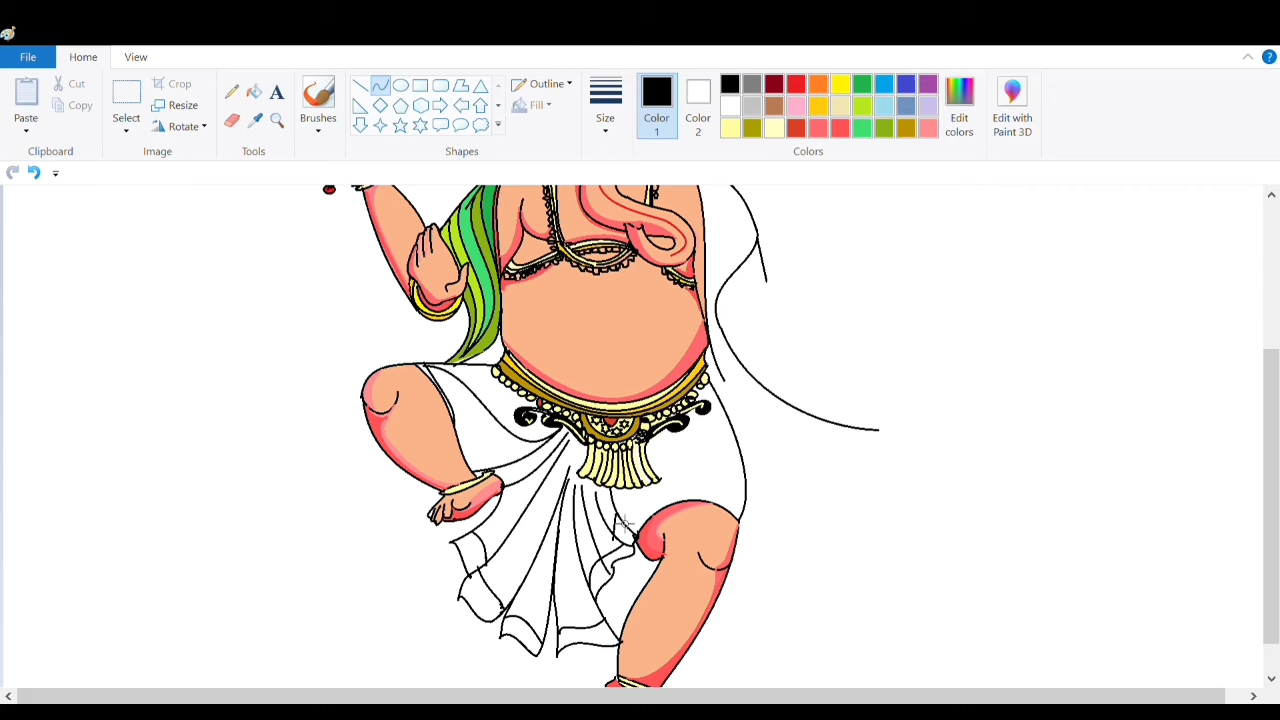 File Home View
Paste Cut Copy Select Crop Resize Rotate A Brushes Outline Fill Size Color 1 Color 2 Edit colors Edit with Paint 3D
Clipboard Image Tools Shapes Colors